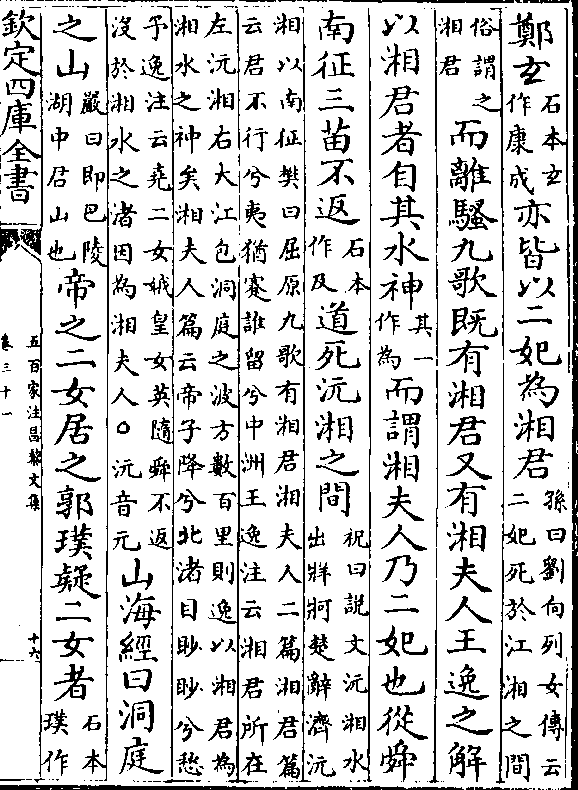 鄭玄石本玄作康成亦皆以二妃為湘君孫曰劉向列女傳云二妃死於江湘之間
俗謂之湘君而離騷九歌既有湘君又有湘夫人王逸之解
以湘君者自其水神其一作為而謂湘夫人乃二妃也從舜
南征三苗不返石本作及道死沅湘之間祝曰說文沅湘水出牂牁楚辭濟沅
湘以南征樊曰屈原九歌有湘君湘夫人二篇湘君篇云君不行兮夷猶蹇誰留兮中洲王逸注云湘君所在
左沅湘右大江包洞庭之波方數百里則逸以湘君為湘水之神矣湘夫人篇云帝子降兮北渚目眇眇兮愁
予逸注云堯二女娥皇女英隨舜不返沒於湘水之渚因為湘夫人○沅音元山海經曰洞庭
之山嚴曰即巴陵湖中君山也帝之二女居之郭璞疑二女者石本璞作
欽定四庫全書
五百家注昌黎文集
卷三十一
十六